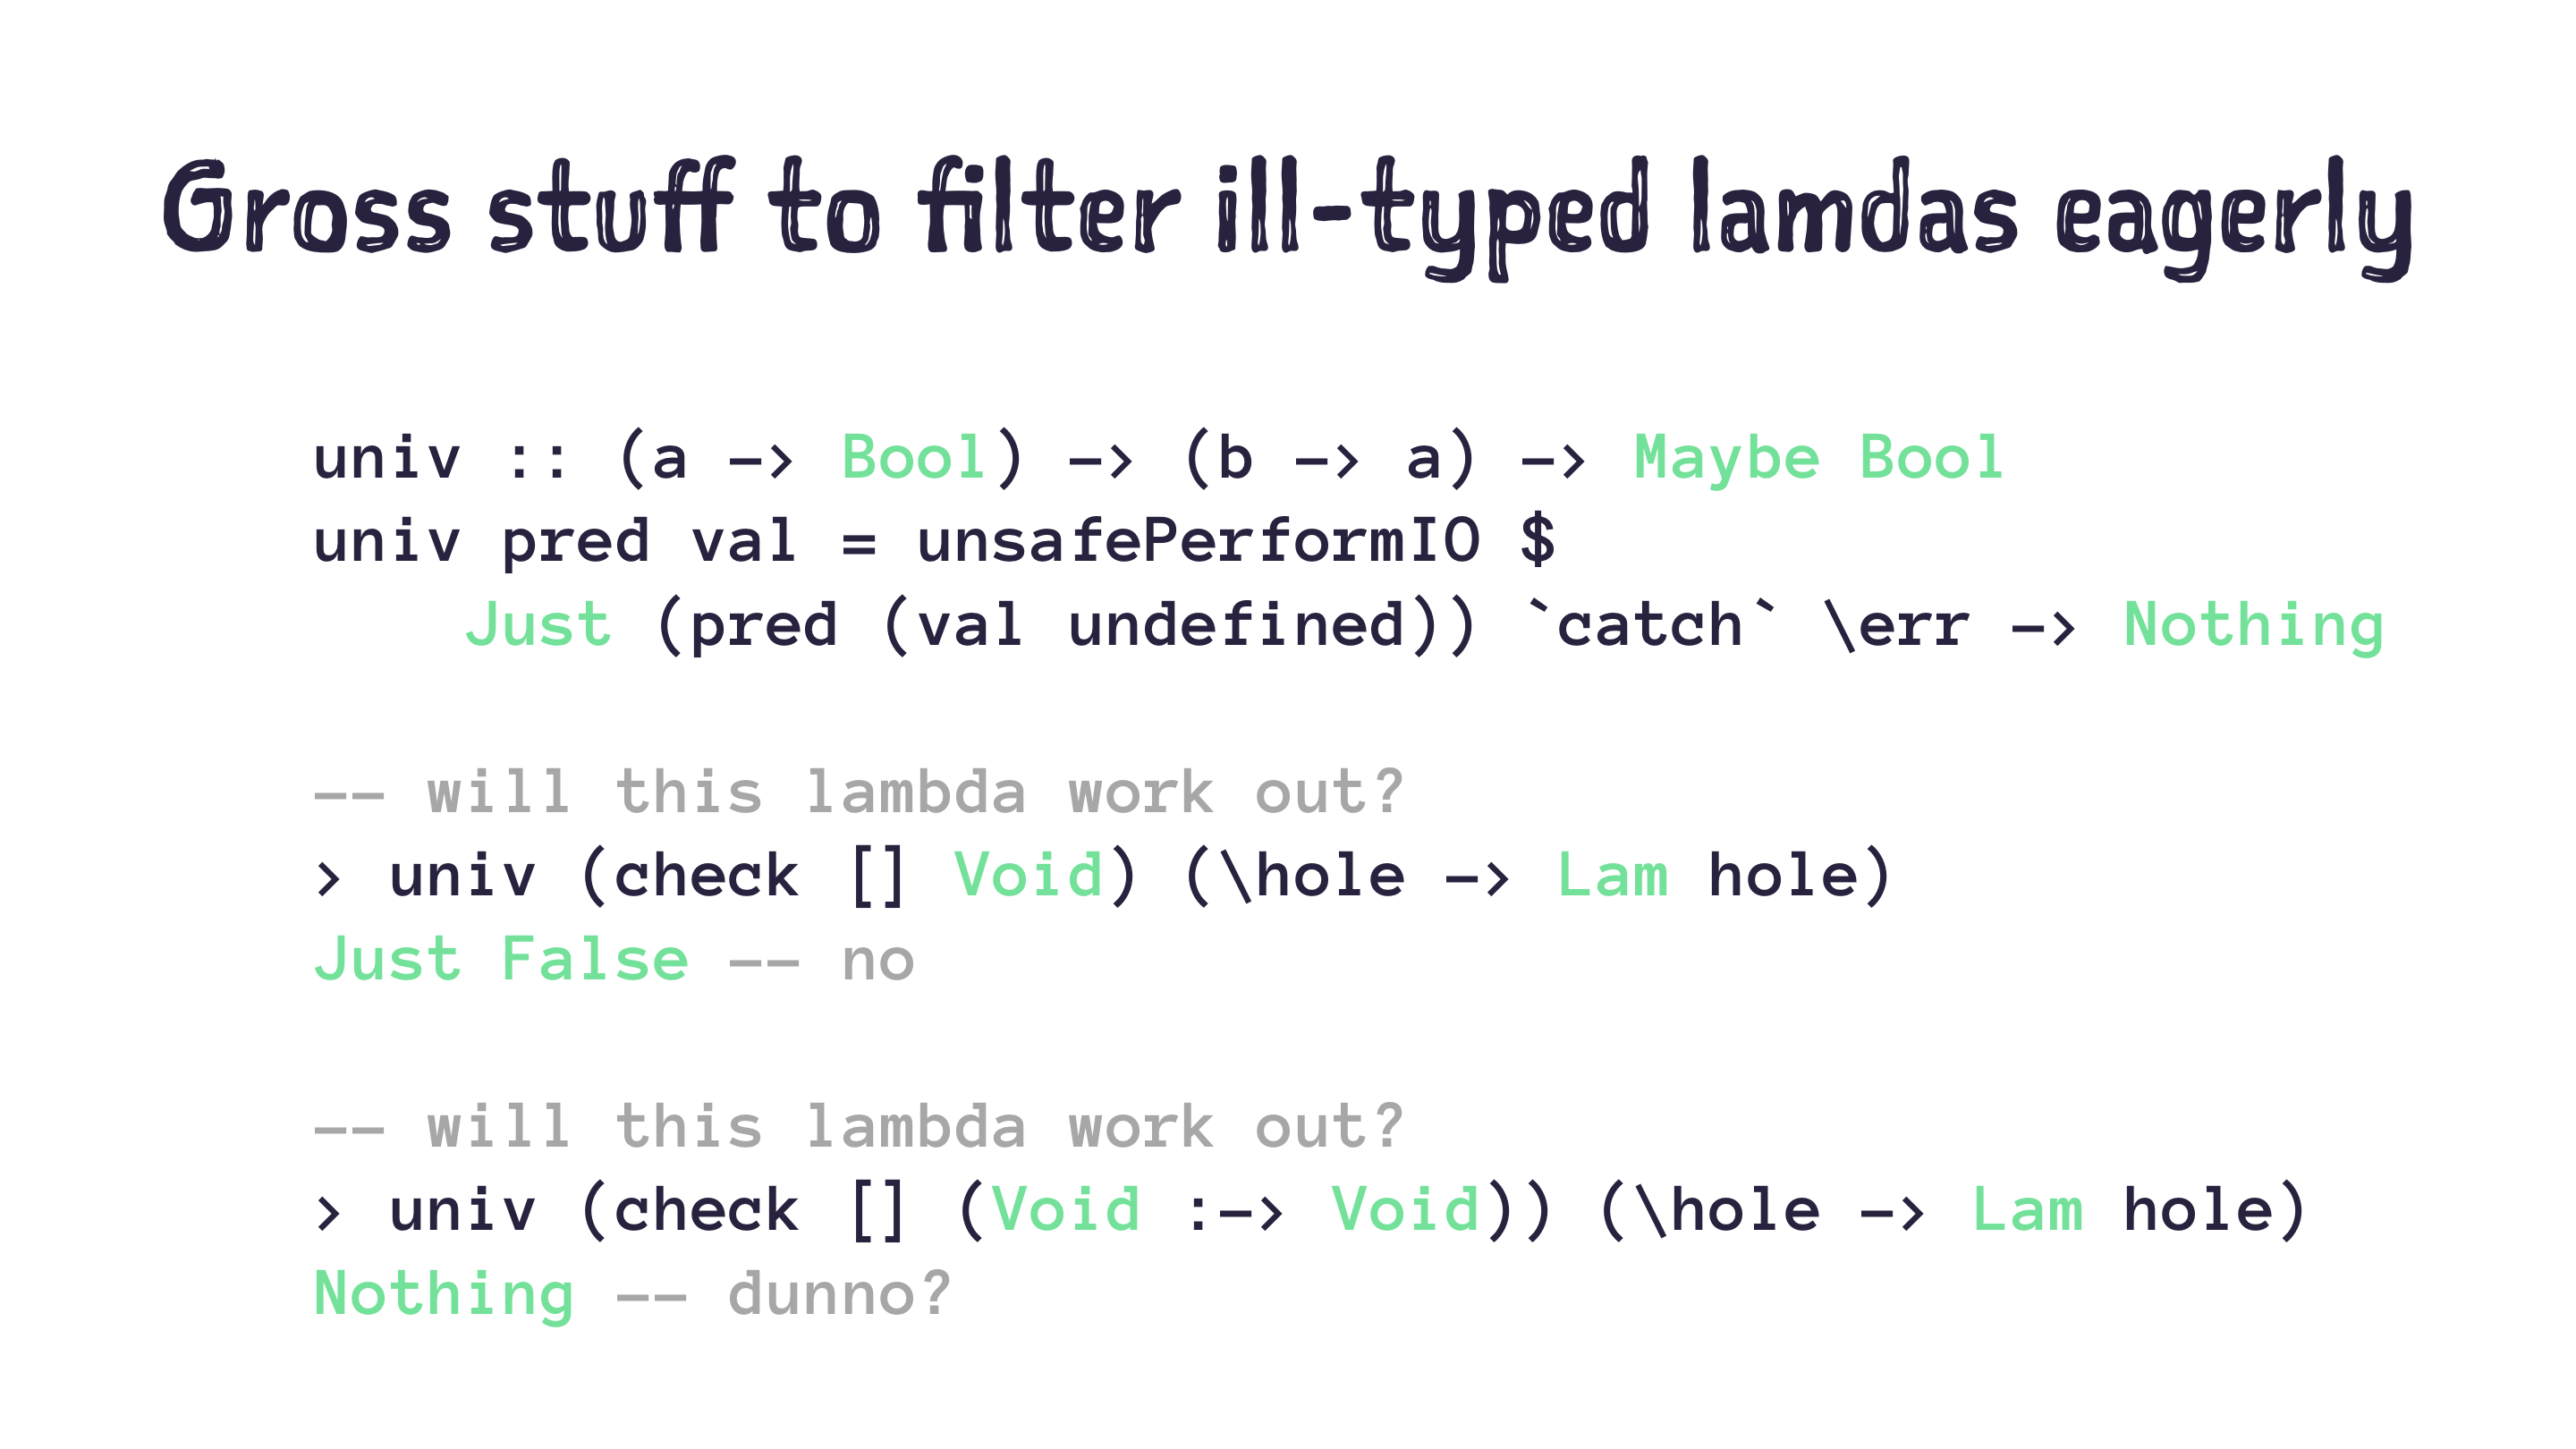 Gross stuff to filter ill-typed lamdas eagerly
univ :: (a -> Bool) -> (b -> a) -> Maybe Bool
univ pred val = unsafePerformIO $
    Just (pred (val undefined)) `catch` \err -> Nothing
-- will this lambda work out?
> univ (check [] Void) (\hole -> Lam hole)
Just False -- no
-- will this lambda work out?
> univ (check [] (Void :-> Void)) (\hole -> Lam hole)
Nothing -- dunno?